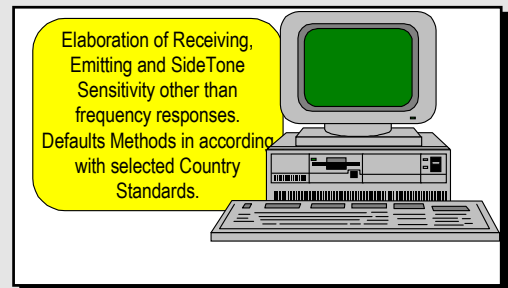 Elaboration of Receiving,
Emitting and SideTone
Sensitivity other than
frequency responses.
Defaults Methods in according
with selected Country
Standards.